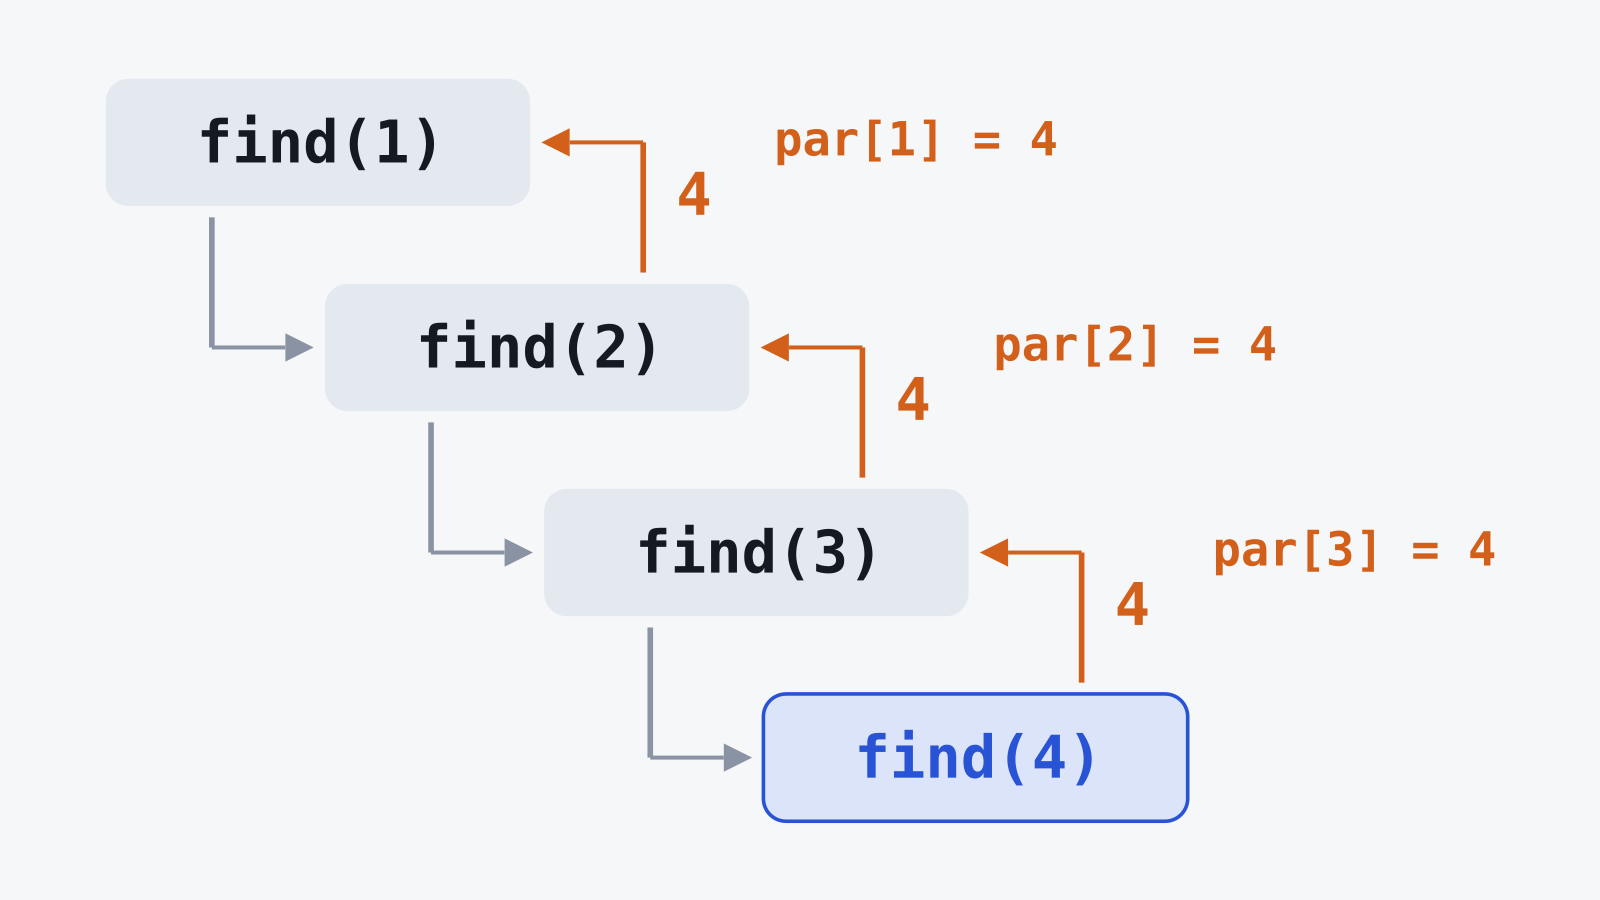 find(1)
par[1] = 4
4
find(2)
par[2] = 4
4
find(3)
par[3] = 4
4
find(4)